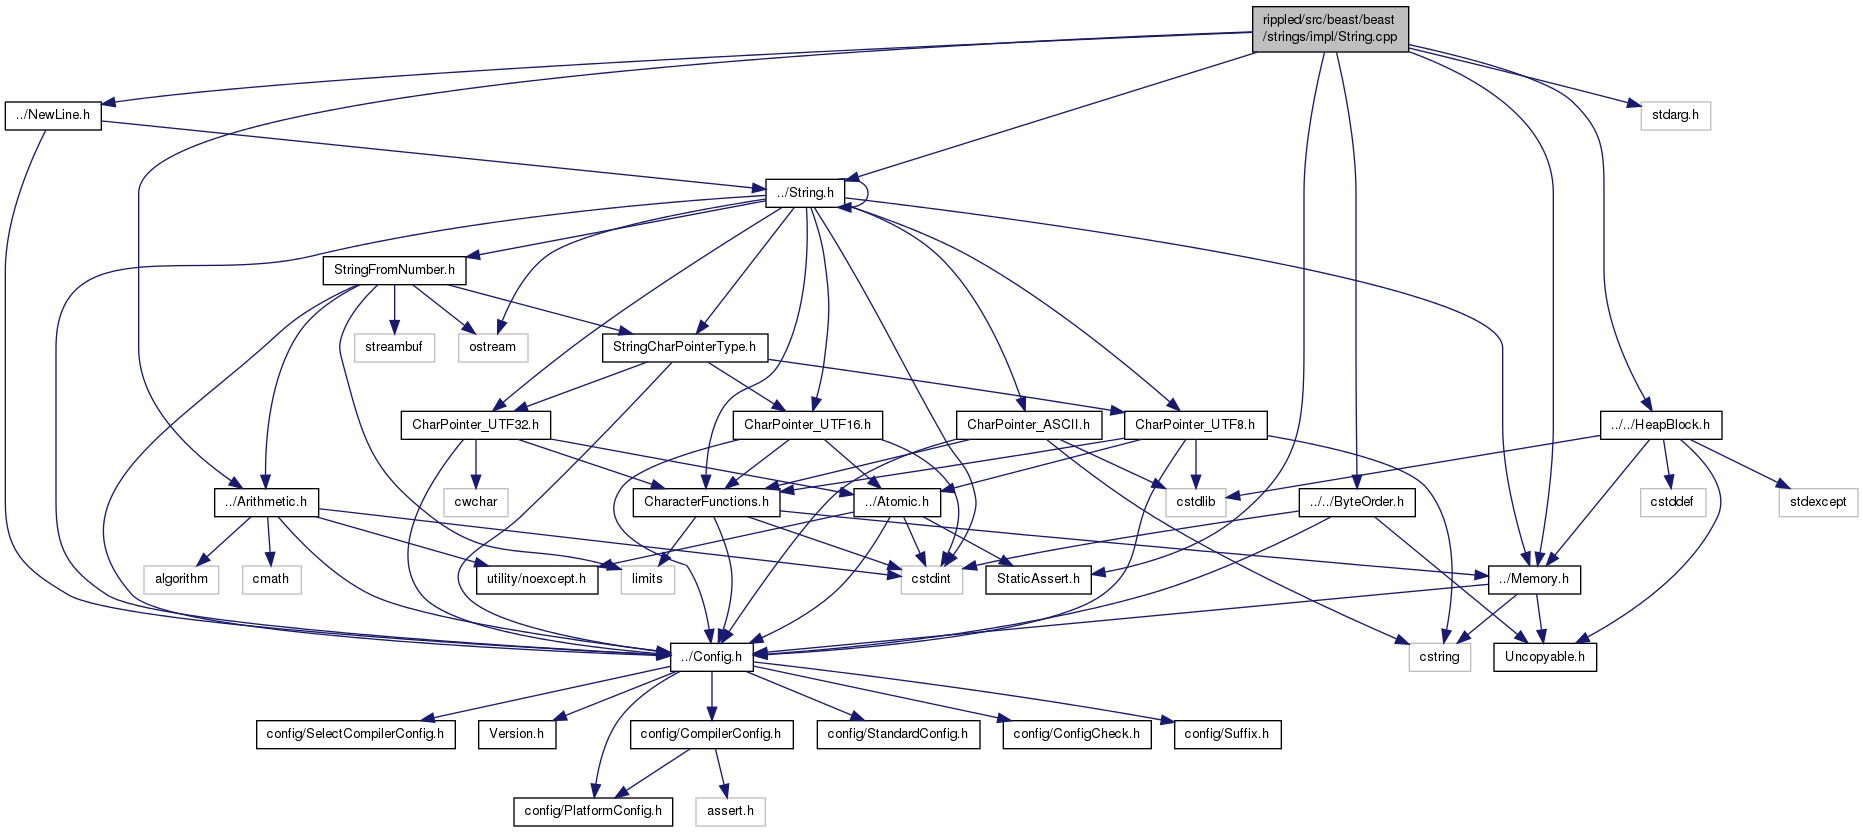 rippled/src/beast/beast
/strings/impl/String.cpp
../NewLine.h
stdarg.h
../String.h
StringFromNumber.h
streambuf
ostream
StringCharPointerType.h
CharPointer_UTF32.h
CharPointer_UTF16.h
CharPointer_ASCII.h
CharPointer_UTF8.h
../../HeapBlock.h
../Arithmetic.h
cwchar
CharacterFunctions.h
../Atomic.h
cstdlib
../../ByteOrder.h
cstddef
stdexcept
algorithm
cmath
utility/noexcept.h
limits
cstdint
StaticAssert.h
../Memory.h
../Config.h
cstring
Uncopyable.h
config/SelectCompilerConfig.h
Version.h
config/CompilerConfig.h
config/StandardConfig.h
config/ConfigCheck.h
config/Suffix.h
config/PlatformConfig.h
assert.h